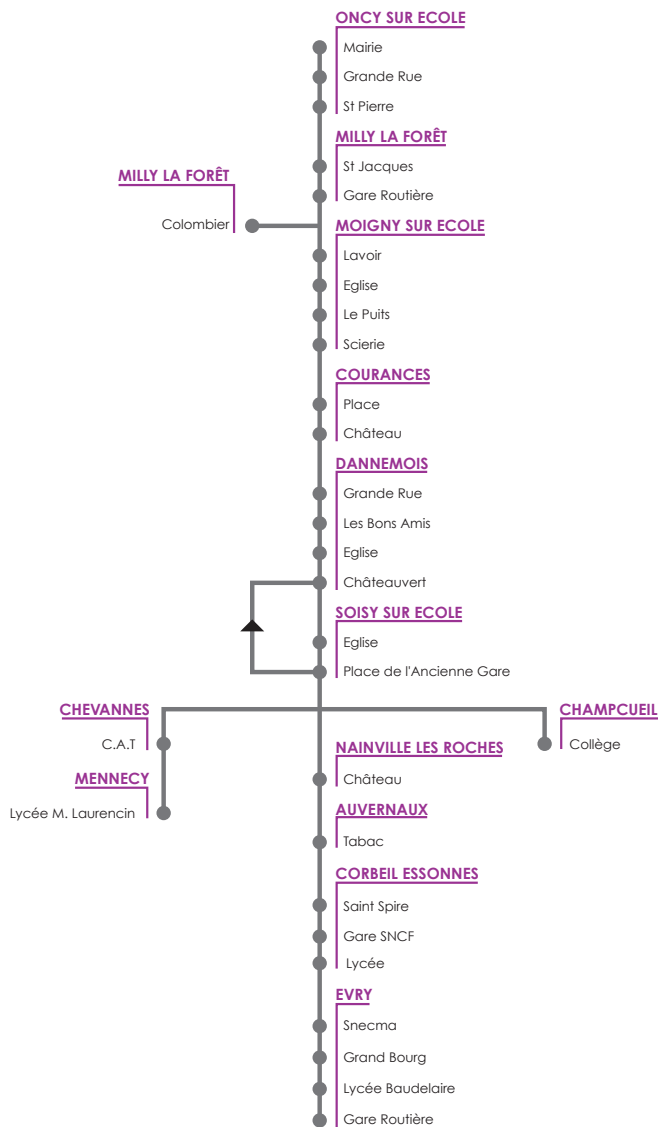 ONCY SUR ECOLE
Mairie
Grande Rue
St Pierre
MILLY LA FORÊT
St Jacques
MILLY LA FORÊT
Gare Routière
Colombier
MOIGNY SUR ECOLE
Lavoir
Eglise
Le Puits
Scierie
COURANCES
Place
Château
DANNEMOIS
Grande Rue
Les Bons Amis
Eglise
Châteauvert
SOISY SUR ECOLE
Eglise
Place de l'Ancienne Gare
CHEVANNES
C.A.T
MENNECY
Lycée M. Laurencin
CHAMPCUEIL
Collège
NAINVILLE LES ROCHES
Château
AUVERNAUX
Tabac
CORBEIL ESSONNES
Saint Spire
Gare SNCF
Lycée
EVRY
Snecma
Grand Bourg
Lycée Baudelaire
Gare Routière